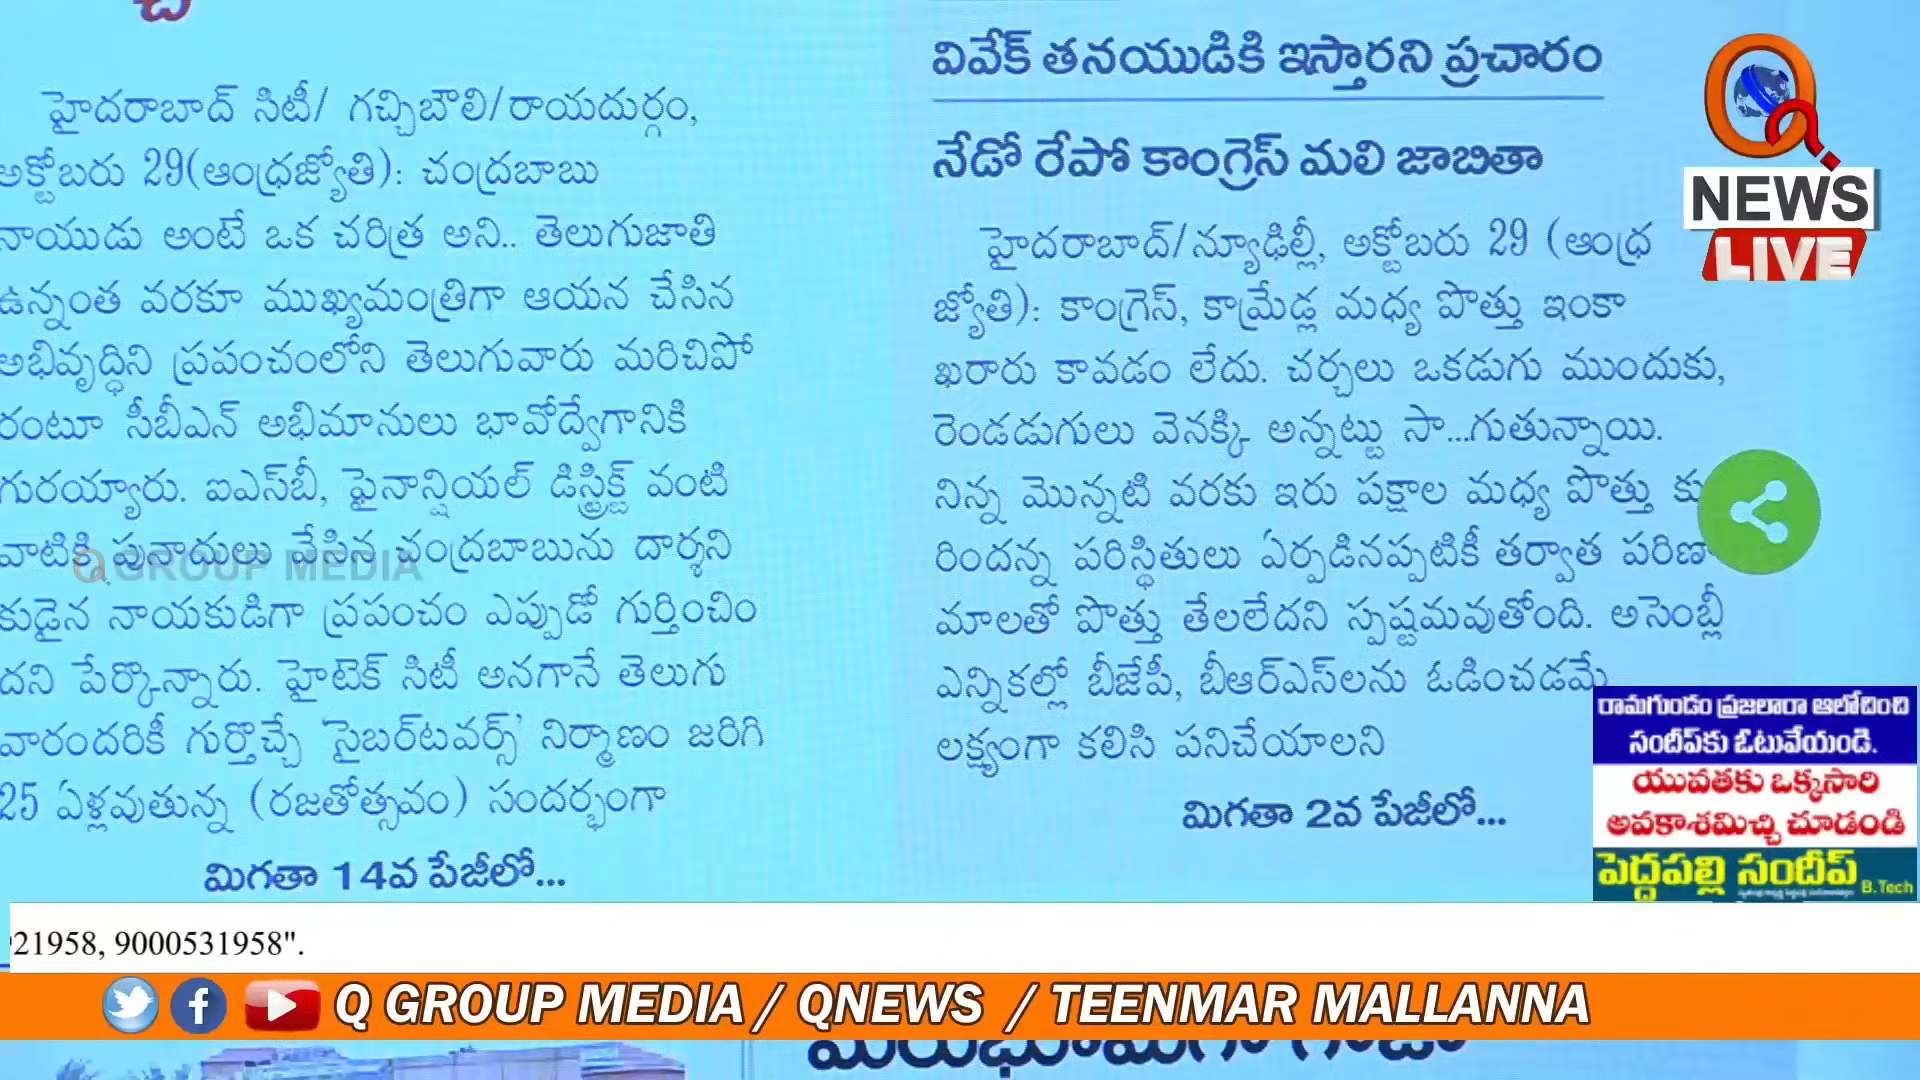 హైదరాబాద్ సిటీ/ గచ్చిబౌలి/రాయదుర్గం,
అక్టోబరు 29(ఆంధ్రజ్యోతి): చంద్రబాబు
నాయుడు అంటే ఒక చరిత్ర అని.. తెలుగుజాతి
ఉన్నంత వరకూ ముఖ్యమంత్రిగా ఆయన చేసిన
అభివృద్ధిని ప్రపంచంలోని తెలుగువారు మరిచిపో
రంటూ సీబీఎన్ అభిమానులు భావోద్వేగానికి
గురయ్యారు. ఐఎస్‌బీ, ఫైనాన్షియల్ డిస్ట్రిక్ట్ వంటి
వాటికి పునాదులు వేసిన చంద్రబాబును దార్శని
కుడైన నాయకుడిగా ప్రపంచం ఎప్పుడో గుర్తించిం
దని పేర్కొన్నారు. హైటెక్ సిటీ అనగానే తెలుగు
వారందరికీ గుర్తొచ్చే 'సైబర్‌టవర్స్' నిర్మాణం జరిగి
25 ఏళ్లవుతున్న (రజతోత్సవం) సందర్భంగా
మిగతా 14వ పేజీలో...
Q GROUP MEDIA
వివేక్ తనయుడికి ఇస్తారని ప్రచారం
నేడో రేపో కాంగ్రెస్ మలి జాబితా
హైదరాబాద్/న్యూఢిల్లీ, అక్టోబరు 29 (ఆంధ్ర
జ్యోతి): కాంగ్రెస్, కామ్రేడ్ల మధ్య పొత్తు ఇంకా
ఖరారు కావడం లేదు. చర్చలు ఒకడుగు ముందుకు,
రెండడుగులు వెనక్కి అన్నట్టు సా...గుతున్నాయి.
నిన్న మొన్నటి వరకు ఇరు పక్షాల మధ్య పొత్తు కు
రిందన్న పరిస్థితులు ఏర్పడినప్పటికీ తర్వాత పరిణా
మాలతో పొత్తు తేలలేదని స్పష్టమవుతోంది. అసెంబ్లీ
ఎన్నికల్లో బీజేపీ, బీఆర్‌ఎస్‌లను ఓడించడమే
లక్ష్యంగా కలిసి పనిచేయాలని
మిగతా 2వ పేజీలో...
Q
NEWS
LIVE
రామగుండం ప్రజలారా ఆలోచించి
సందీప్‌కు ఓటువేయండి.
యువతకు ఒక్కసారి
అవకాశమిచ్చి చూడండి
పెద్దపల్లి సందీప్ B.Tech
21958, 9000531958".
Q GROUP MEDIA / QNEWS / TEENMAR MALLANNA